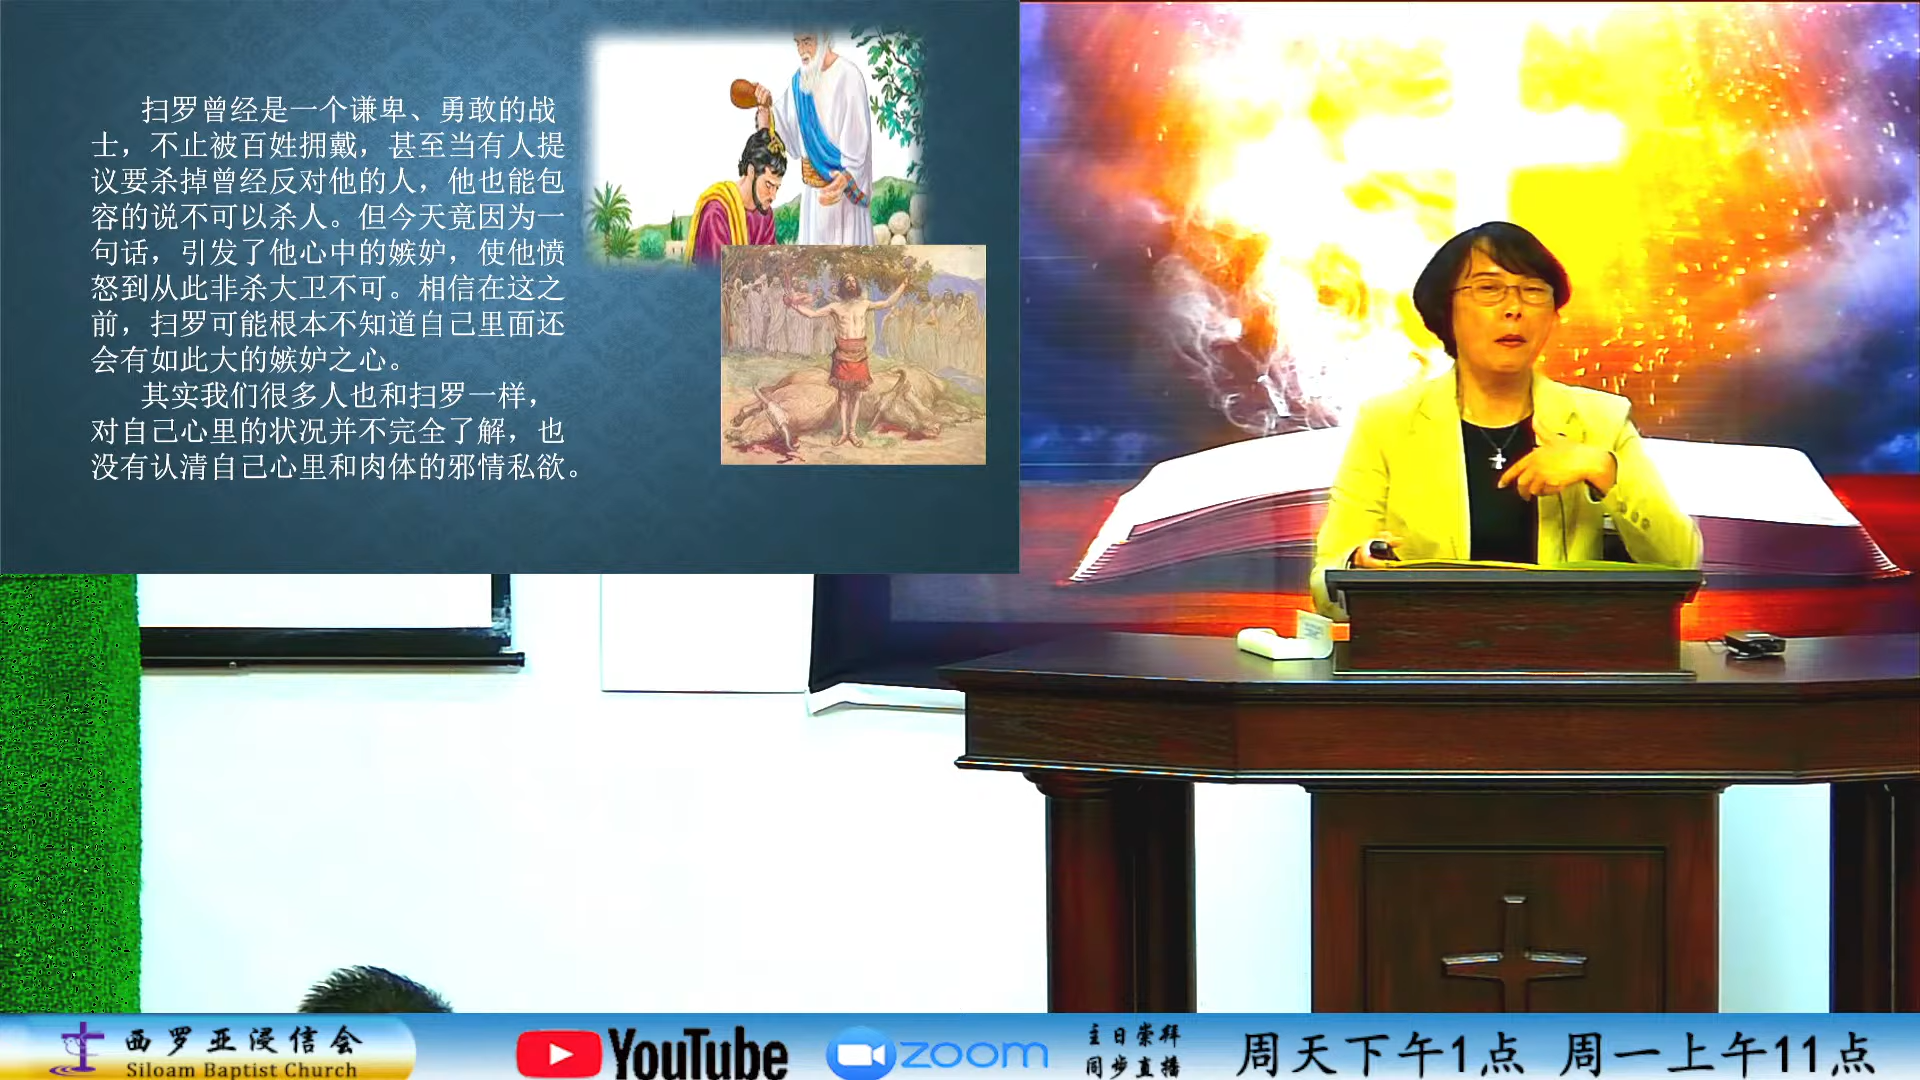 扫罗曾经是一个谦卑、勇敢的战
士，不止被百姓拥戴，甚至当有人提
议要杀掉曾经反对他的人，他也能包
容的说不可以杀人。但今天竟因为一
句话，引发了他心中的嫉妒，使他愤
怒到从此非杀大卫不可。相信在这之
前，扫罗可能根本不知道自己里面还
会有如此大的嫉妒之心。
其实我们很多人也和扫罗一样，
对自己心里的状况并不完全了解，也
没有认清自己心里和肉体的邪情私欲。
西罗亚浸信会
Siloam Baptist Church
YouTube
zoom
主日崇拜
同步直播
周天下午1点 周一上午11点